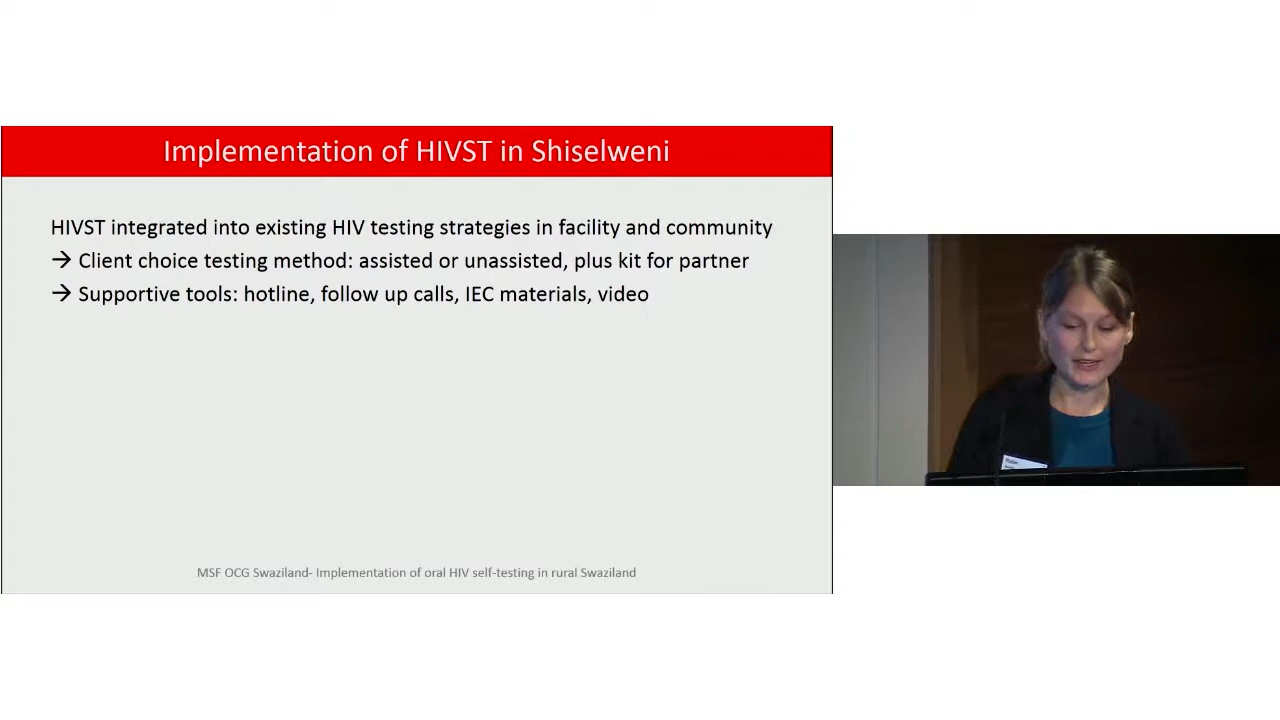 Implementation of HIVST in Shiselweni
HIVST integrated into existing HIV testing strategies in facility and community
→ Client choice testing method: assisted or unassisted, plus kit for partner
→ Supportive tools: hotline, follow up calls, IEC materials, video
MSF OCG Swaziland- Implementation of oral HIV self-testing in rural Swaziland